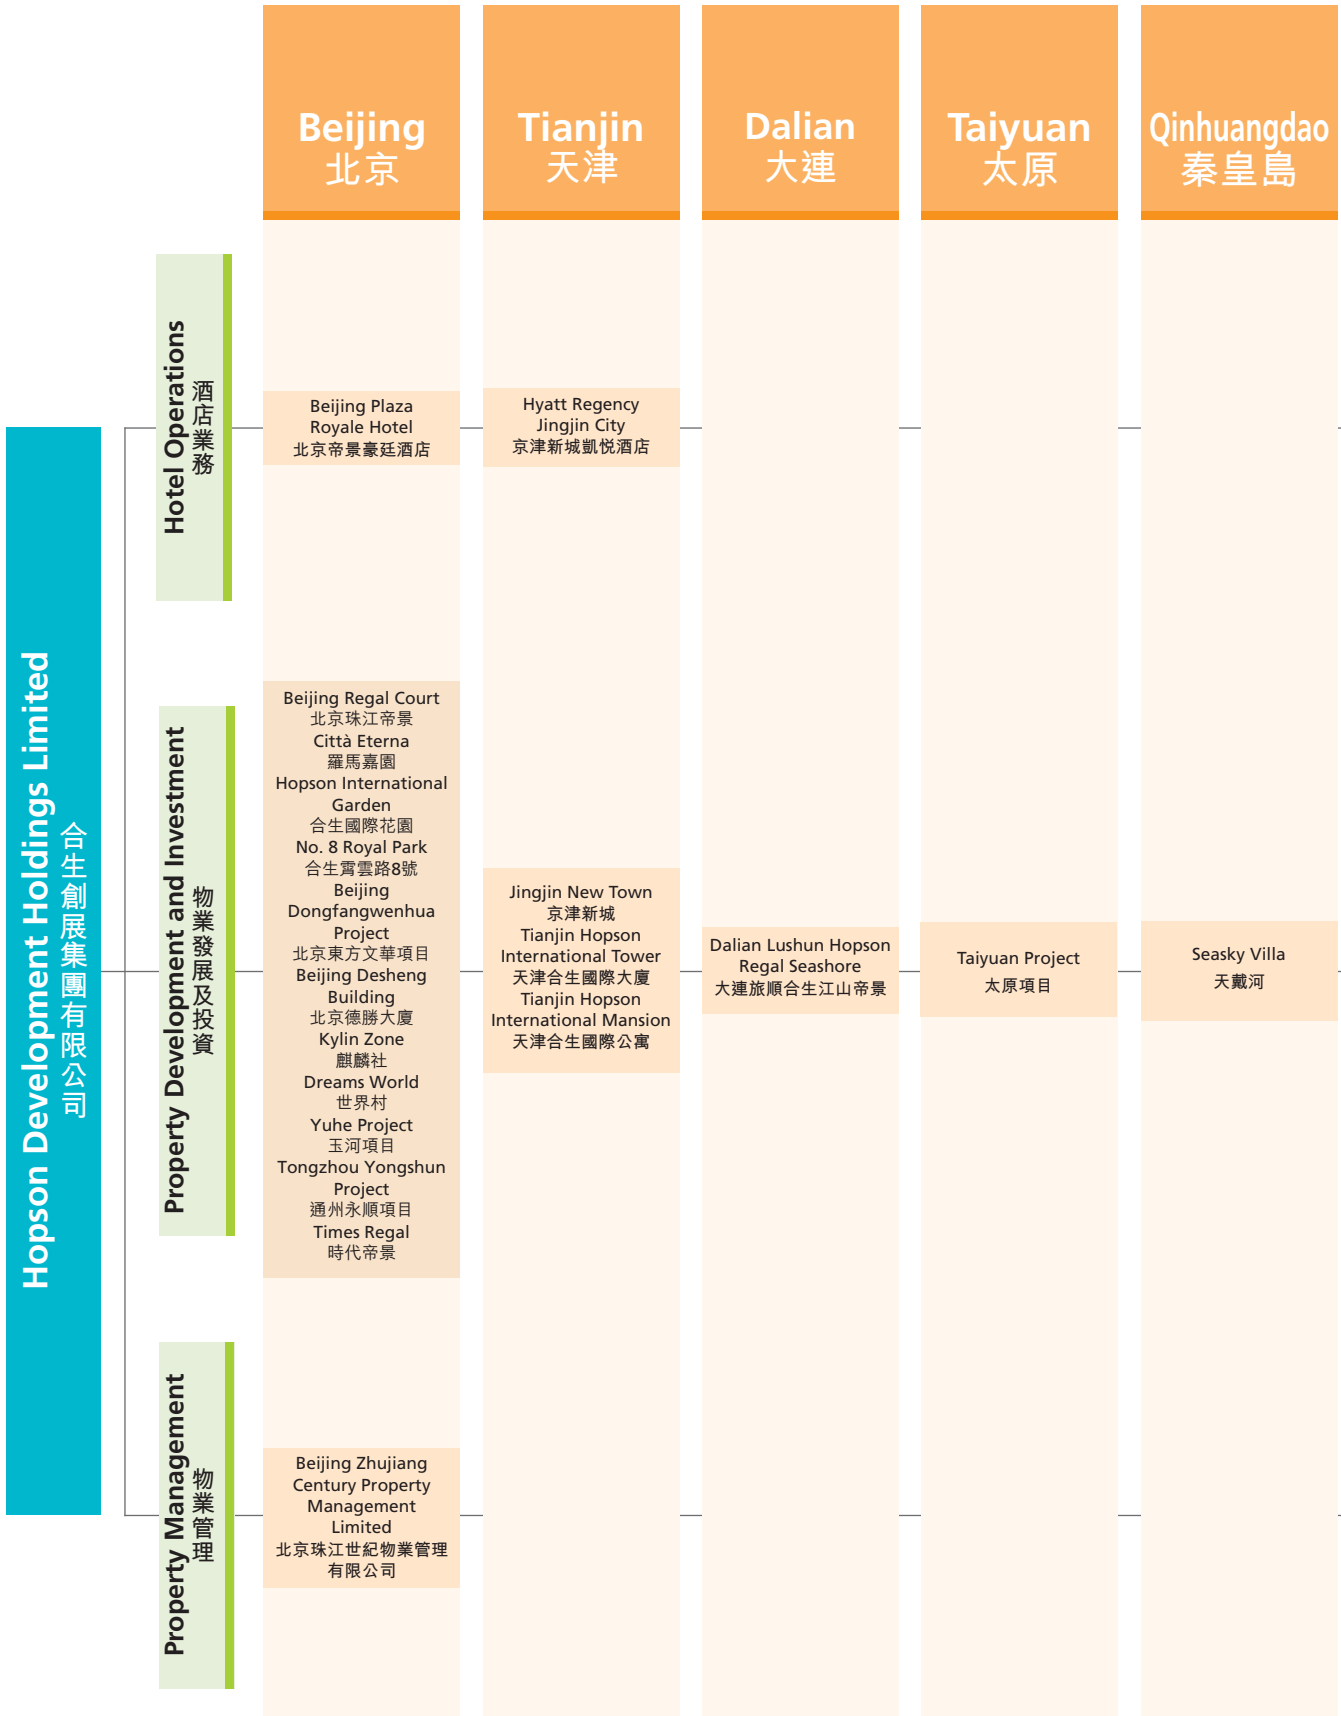 Beijing
北京
Tianjin
天津
Dalian
大連
Taiyuan
太原
Qinhuangdao
秦皇島
Hopson Development Holdings Limited
合生創展集團有限公司
Hotel Operations
酒店業務
Beijing Plaza
Royale Hotel
北京帝景豪廷酒店
Hyatt Regency
Jingjin City
京津新城凱悦酒店
Property Development and Investment
物業發展及投資
Beijing Regal Court
北京珠江帝景
Città Eterna
羅馬嘉園
Hopson International
Garden
合生國際花園
No. 8 Royal Park
合生霄雲路8號
Beijing
Dongfangwenhua
Project
北京東方文華項目
Beijing Desheng
Building
北京德勝大廈
Kylin Zone
麒麟社
Dreams World
世界村
Yuhe Project
玉河項目
Tongzhou Yongshun
Project
通州永順項目
Times Regal
時代帝景
Jingjin New Town
京津新城
Tianjin Hopson
International Tower
天津合生國際大廈
Tianjin Hopson
International Mansion
天津合生國際公寓
Dalian Lushun Hopson
Regal Seashore
大連旅順合生江山帝景
Taiyuan Project
太原項目
Seasky Villa
天戴河
Property Management
物業管理
Beijing Zhujiang
Century Property
Management
Limited
北京珠江世紀物業管理
有限公司